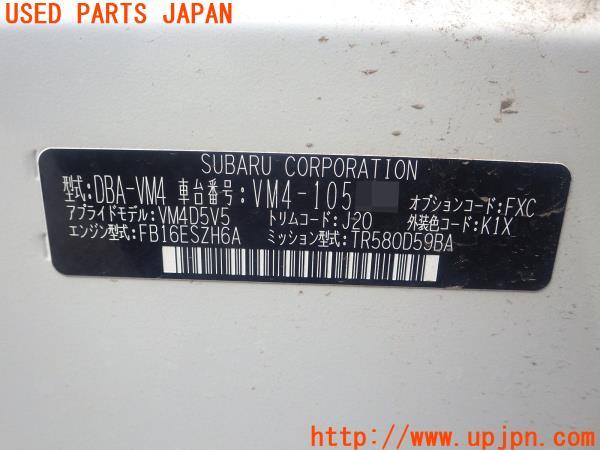 USED PARTS JAPAN
SUBARU CORPORATION
型式:DBA-VM4 車台番号:VM4-105 オプションコード:FXC
アプライドモデル:VM4D5V5 トリムコード:J20 外装色コード:K1X
エンジン型式:FB16ESZH6A ミッション型式:TR580D59BA
http://www.upjpn.com/